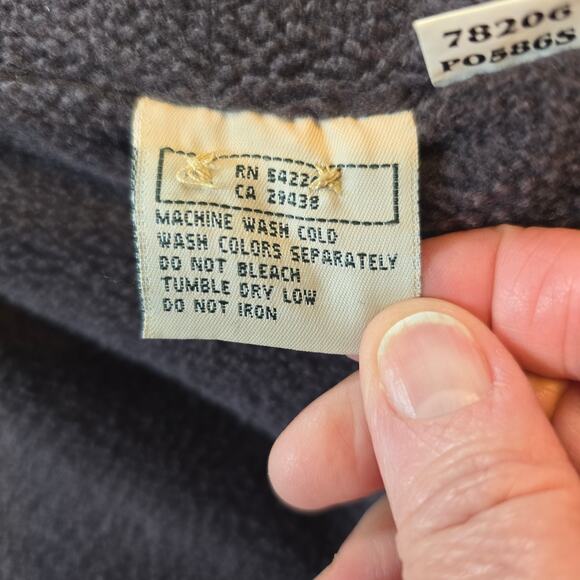 78206
PO586S
RN
CA 29438
MACHINE WASH COLD
WASH COLORS SEPARATELY
DO NOT BLEACH
TUMBLE DRY LOW
DO NOT IRON